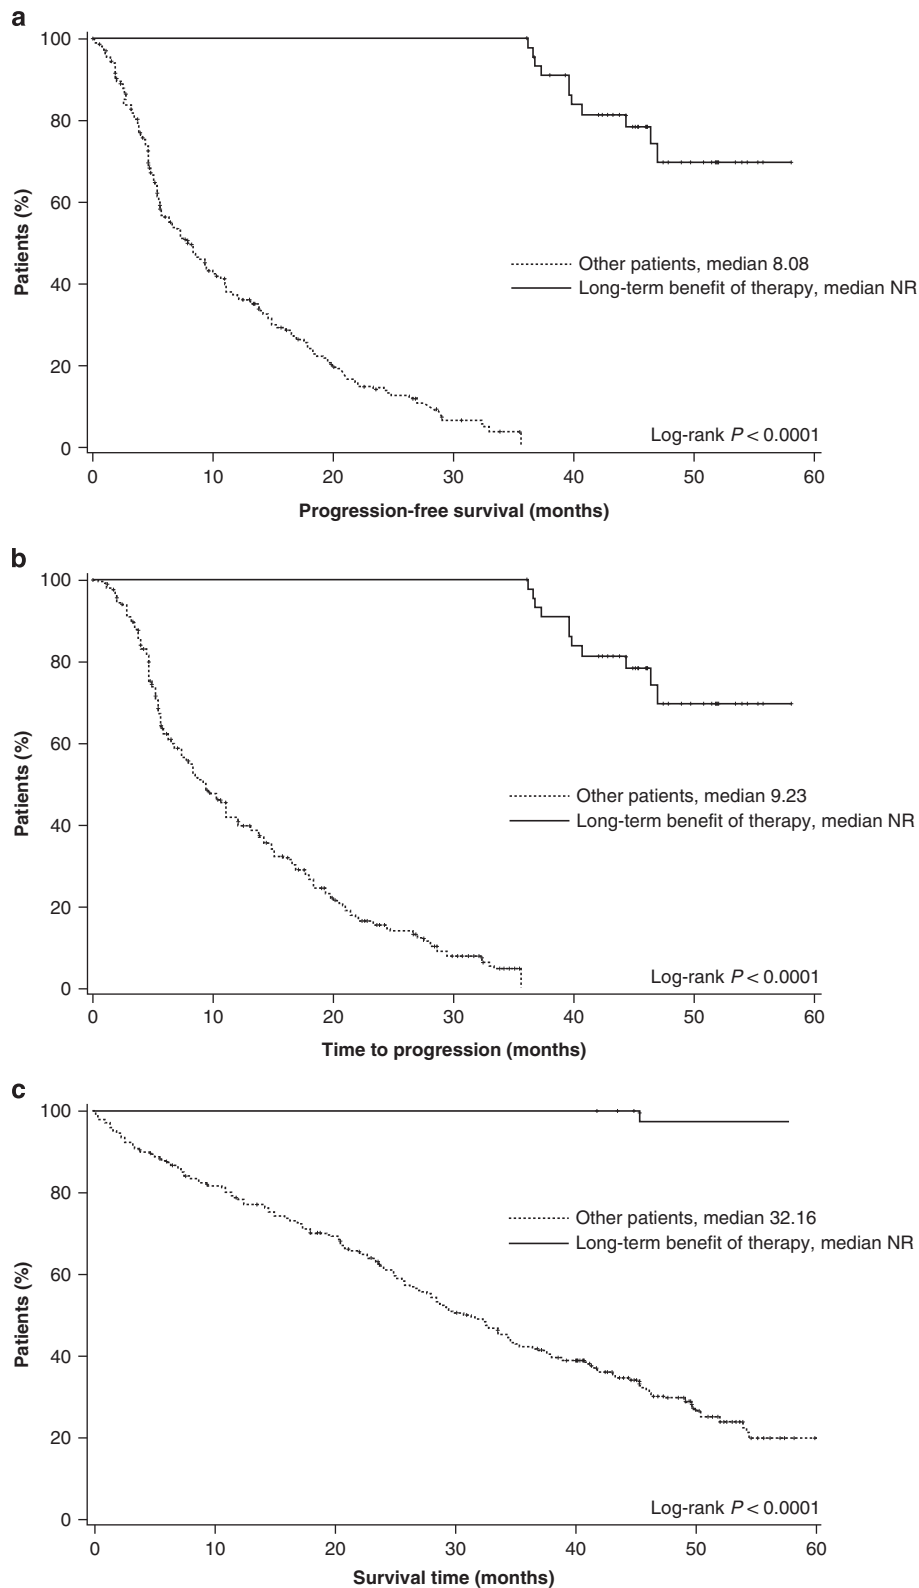 a
100
80
60
40
20
0
Patients (%)
Other patients, median 8.08
Long-term benefit of therapy, median NR
Log-rank P < 0.0001
0 10 20 30 40 50 60
Progression-free survival (months)
b
100
80
60
40
20
0
Patients (%)
Other patients, median 9.23
Long-term benefit of therapy, median NR
Log-rank P < 0.0001
0 10 20 30 40 50 60
Time to progression (months)
c
100
80
60
40
20
0
Patients (%)
Other patients, median 32.16
Long-term benefit of therapy, median NR
Log-rank P < 0.0001
0 10 20 30 40 50 60
Survival time (months)